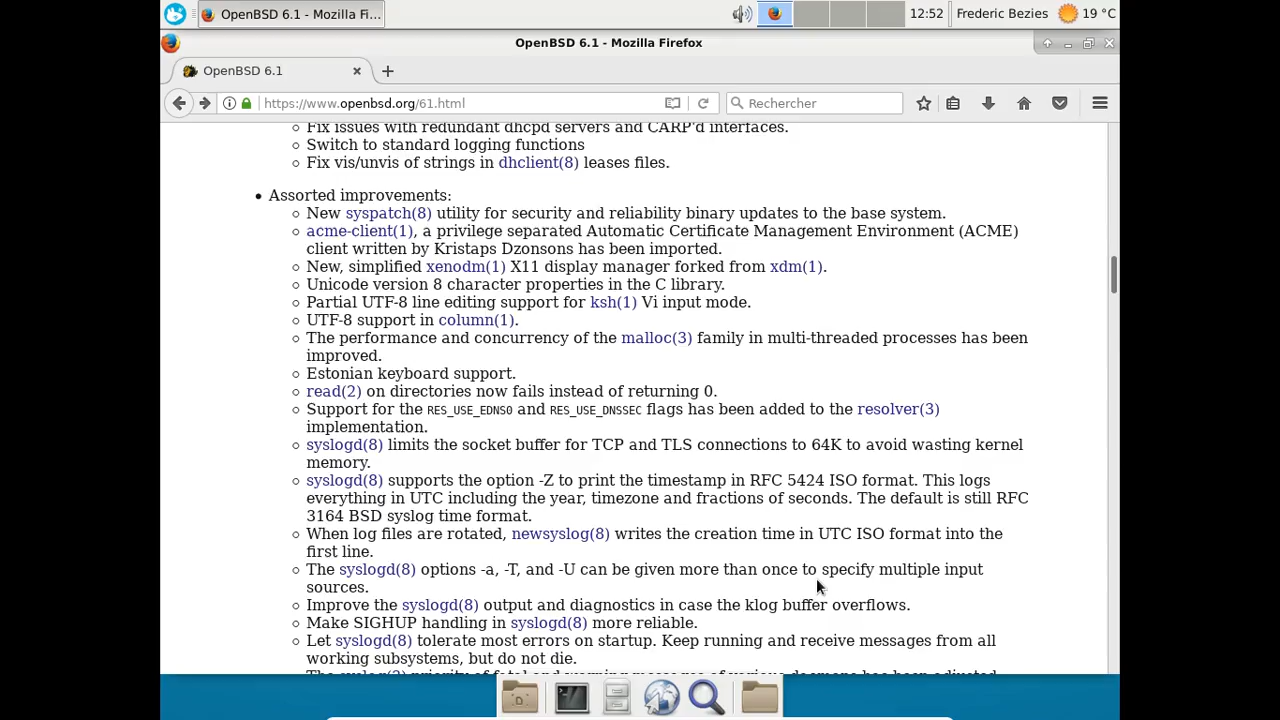 OpenBSD 6.1 - Mozilla Fi...
12:52
Frederic Bezies
19 °C
OpenBSD 6.1 - Mozilla Firefox
OpenBSD 6.1
https://www.openbsd.org/61.html
Rechercher
Fix issues with redundant dhcpd servers and CARP'd interfaces.
Switch to standard logging functions
Fix vis/unvis of strings in dhclient(8) leases files.
Assorted improvements:
New syspatch(8) utility for security and reliability binary updates to the base system.
acme-client(1), a privilege separated Automatic Certificate Management Environment (ACME)
client written by Kristaps Dzonsons has been imported.
New, simplified xenodm(1) X11 display manager forked from xdm(1).
Unicode version 8 character properties in the C library.
Partial UTF-8 line editing support for ksh(1) Vi input mode.
UTF-8 support in column(1).
The performance and concurrency of the malloc(3) family in multi-threaded processes has been
improved.
Estonian keyboard support.
read(2) on directories now fails instead of returning 0.
Support for the RES_USE_EDNS0 and RES_USE_DNSSEC flags has been added to the resolver(3)
implementation.
syslogd(8) limits the socket buffer for TCP and TLS connections to 64K to avoid wasting kernel
memory.
syslogd(8) supports the option -Z to print the timestamp in RFC 5424 ISO format. This logs
everything in UTC including the year, timezone and fractions of seconds. The default is still RFC
3164 BSD syslog time format.
When log files are rotated, newsyslog(8) writes the creation time in UTC ISO format into the
first line.
The syslogd(8) options -a, -T, and -U can be given more than once to specify multiple input
sources.
Improve the syslogd(8) output and diagnostics in case the klog buffer overflows.
Make SIGHUP handling in syslogd(8) more reliable.
Let syslogd(8) tolerate most errors on startup. Keep running and receive messages from all
working subsystems, but do not die.